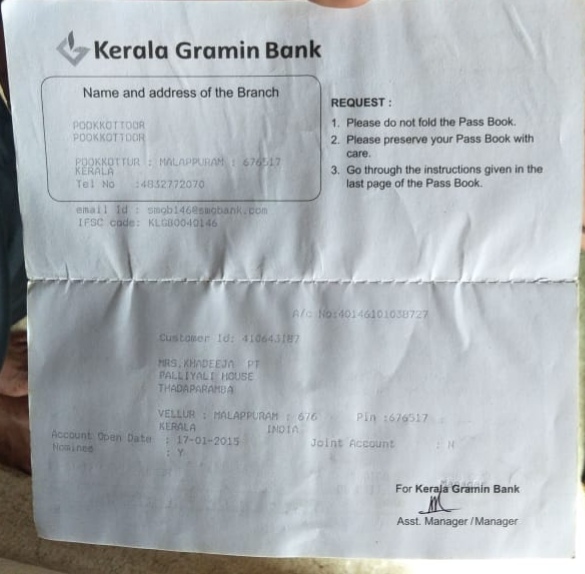 Kerala Gramin Bank
Name and address of the Branch
POOKKOTTOOR
POOKKOTTOOR
POOKKOTTUR : MALAPPURAM : 676517
KERALA
Tel No :4832772070
email id : smgb146@smgbank.com
IFSC code: KLGB0040146
REQUEST :
1. Please do not fold the Pass Book.
2. Please preserve your Pass Book with
care.
3. Go through the instructions given in the
last page of the Pass Book.
A/c No:40146101038727
Customer Id: 410643187
MRS.KHADEEJA PT
PALLIYALI HOUSE
THADAPARAMBA
VELLUR : MALAPPURAM : 676 Pin :676517
KERALA INDIA
Account Open Date : 17-01-2015 Joint Account : N
Nominee : Y
For Kerala Gramin Bank
Asst. Manager/Manager